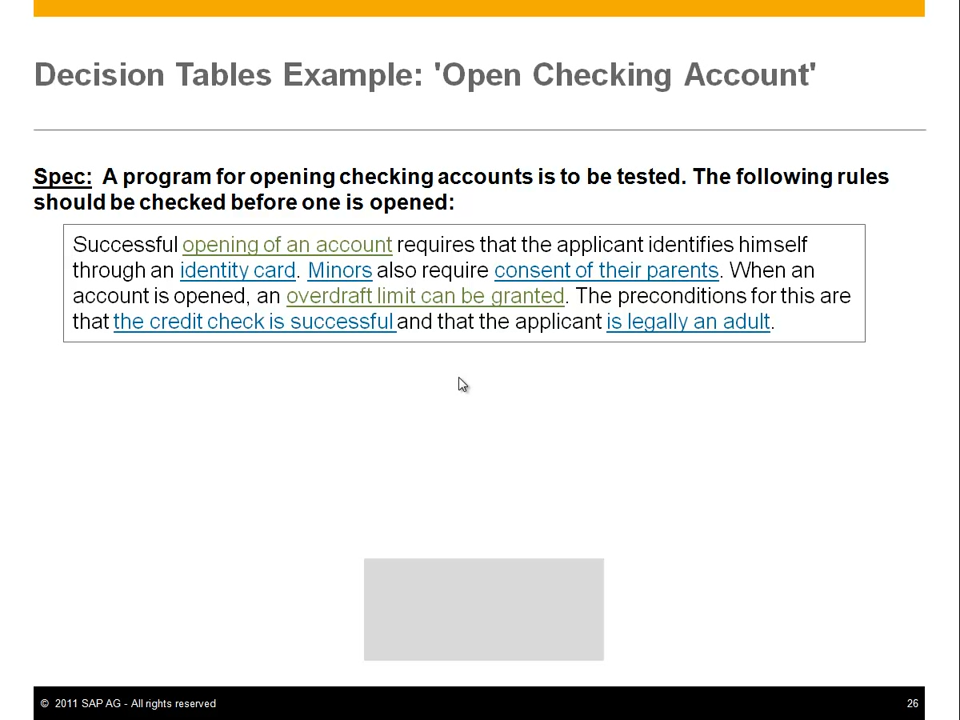 Decision Tables Example: 'Open Checking Account'
Spec: A program for opening checking accounts is to be tested. The following rules
should be checked before one is opened:
Successful opening of an account requires that the applicant identifies himself
through an identity card. Minors also require consent of their parents. When an
account is opened, an overdraft limit can be granted. The preconditions for this are
that the credit check is successful and that the applicant is legally an adult.
© 2011 SAP AG - All rights reserved
26